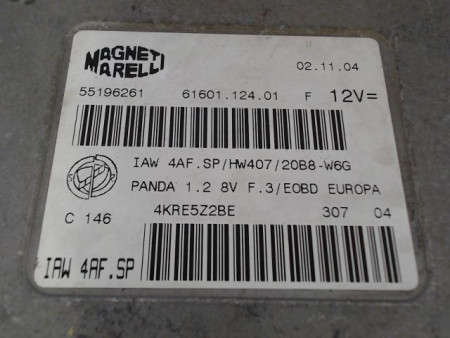 MAGNETI
MARELLI
02.11.04
55196261 61601.124.01 F 12V=
IAW 4AF.SP/HW407/20B8-W6G
PANDA 1.2 8V F.3/EOBD EUROPA
C 146 4KRE5Z2BE 307 04
IAW 4AF.SP